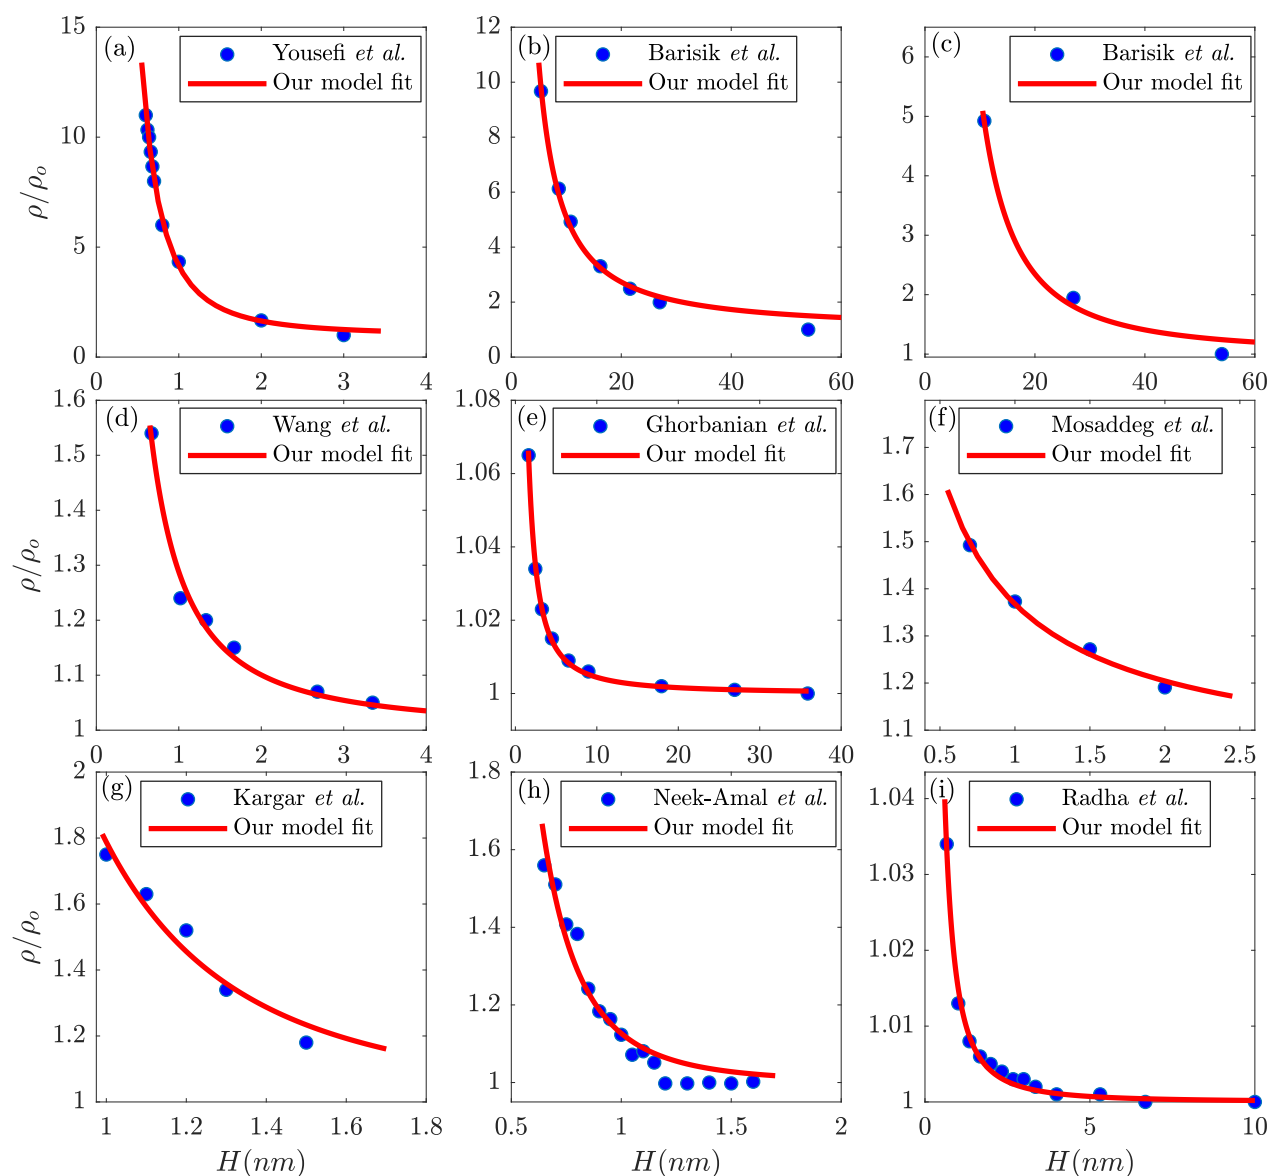 (a)
Yousefi et al.
Our model fit
15
10
5
0
ρ/ρo
0 1 2 3 4
(b)
Barisik et al.
Our model fit
12
10
8
6
4
2
0
0 20 40 60
(c)
Barisik et al.
Our model fit
6
5
4
3
2
1
0 20 40 60
(d)
Wang et al.
Our model fit
1.6
1.5
1.4
1.3
1.2
1.1
1
ρ/ρo
0 1 2 3 4
(e)
Ghorbanian et al.
Our model fit
1.08
1.06
1.04
1.02
1
0 10 20 30 40
(f)
Mosaddeg et al.
Our model fit
1.7
1.6
1.5
1.4
1.3
1.2
1.1
0.5 1 1.5 2 2.5
(g)
Kargar et al.
Our model fit
2
1.8
1.6
1.4
1.2
1
ρ/ρo
1 1.2 1.4 1.6 1.8
H(nm)
(h)
Neek-Amal et al.
Our model fit
1.8
1.6
1.4
1.2
1
0.5 1 1.5 2
H(nm)
(i)
Radha et al.
Our model fit
1.04
1.03
1.02
1.01
1
0 5 10
H(nm)